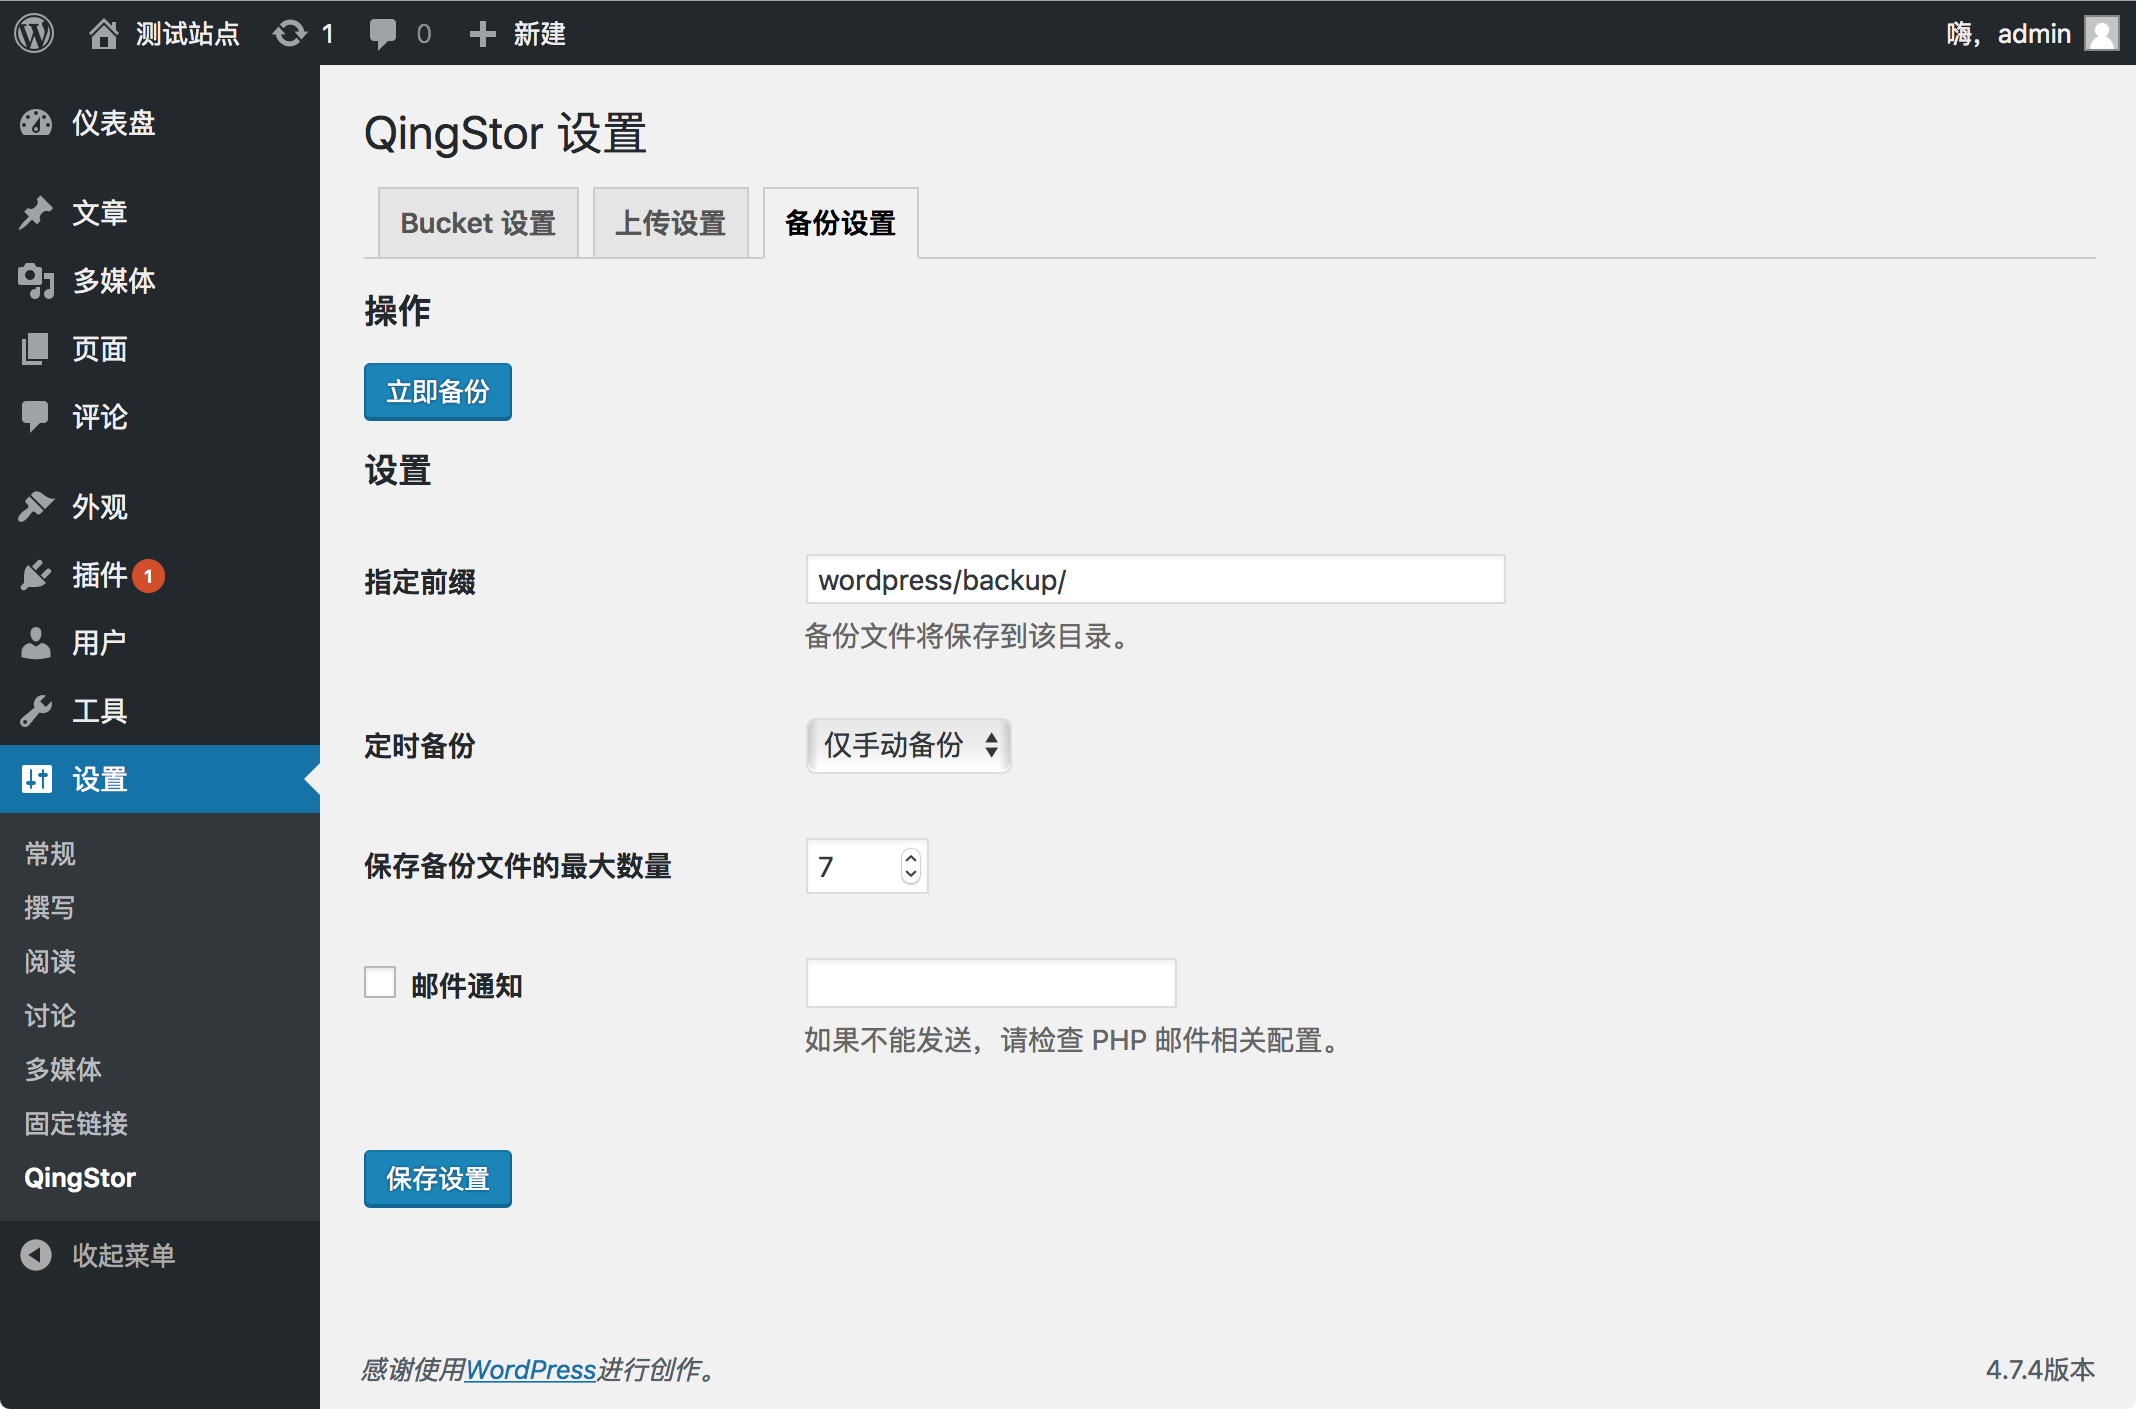 测试站点 1 0 新建 嗨，admin
仪表盘
文章
多媒体
页面
评论
外观
插件 1
用户
工具
设置
常规
撰写
阅读
讨论
多媒体
固定链接
QingStor
收起菜单
QingStor 设置
Bucket 设置 上传设置 备份设置
操作
立即备份
设置
指定前缀 wordpress/backup/
备份文件将保存到该目录。
定时备份 仅手动备份
保存备份文件的最大数量 7
邮件通知
如果不能发送，请检查 PHP 邮件相关配置。
保存设置
感谢使用WordPress进行创作。 4.7.4版本